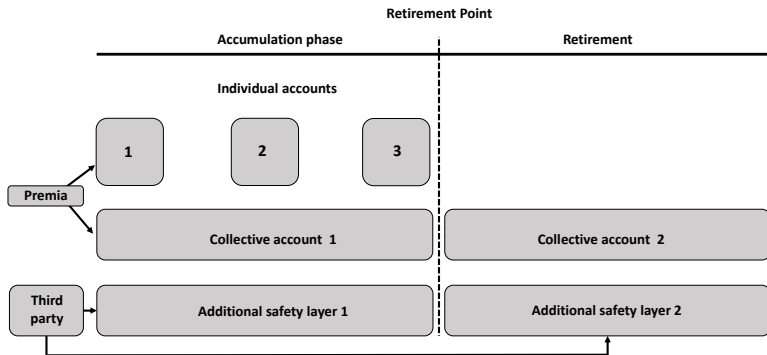 Retirement Point
Accumulation phase
Retirement
Individual accounts
1
2
3
Premia
Collective account 1
Collective account 2
Third
party
Additional safety layer 1
Additional safety layer 2